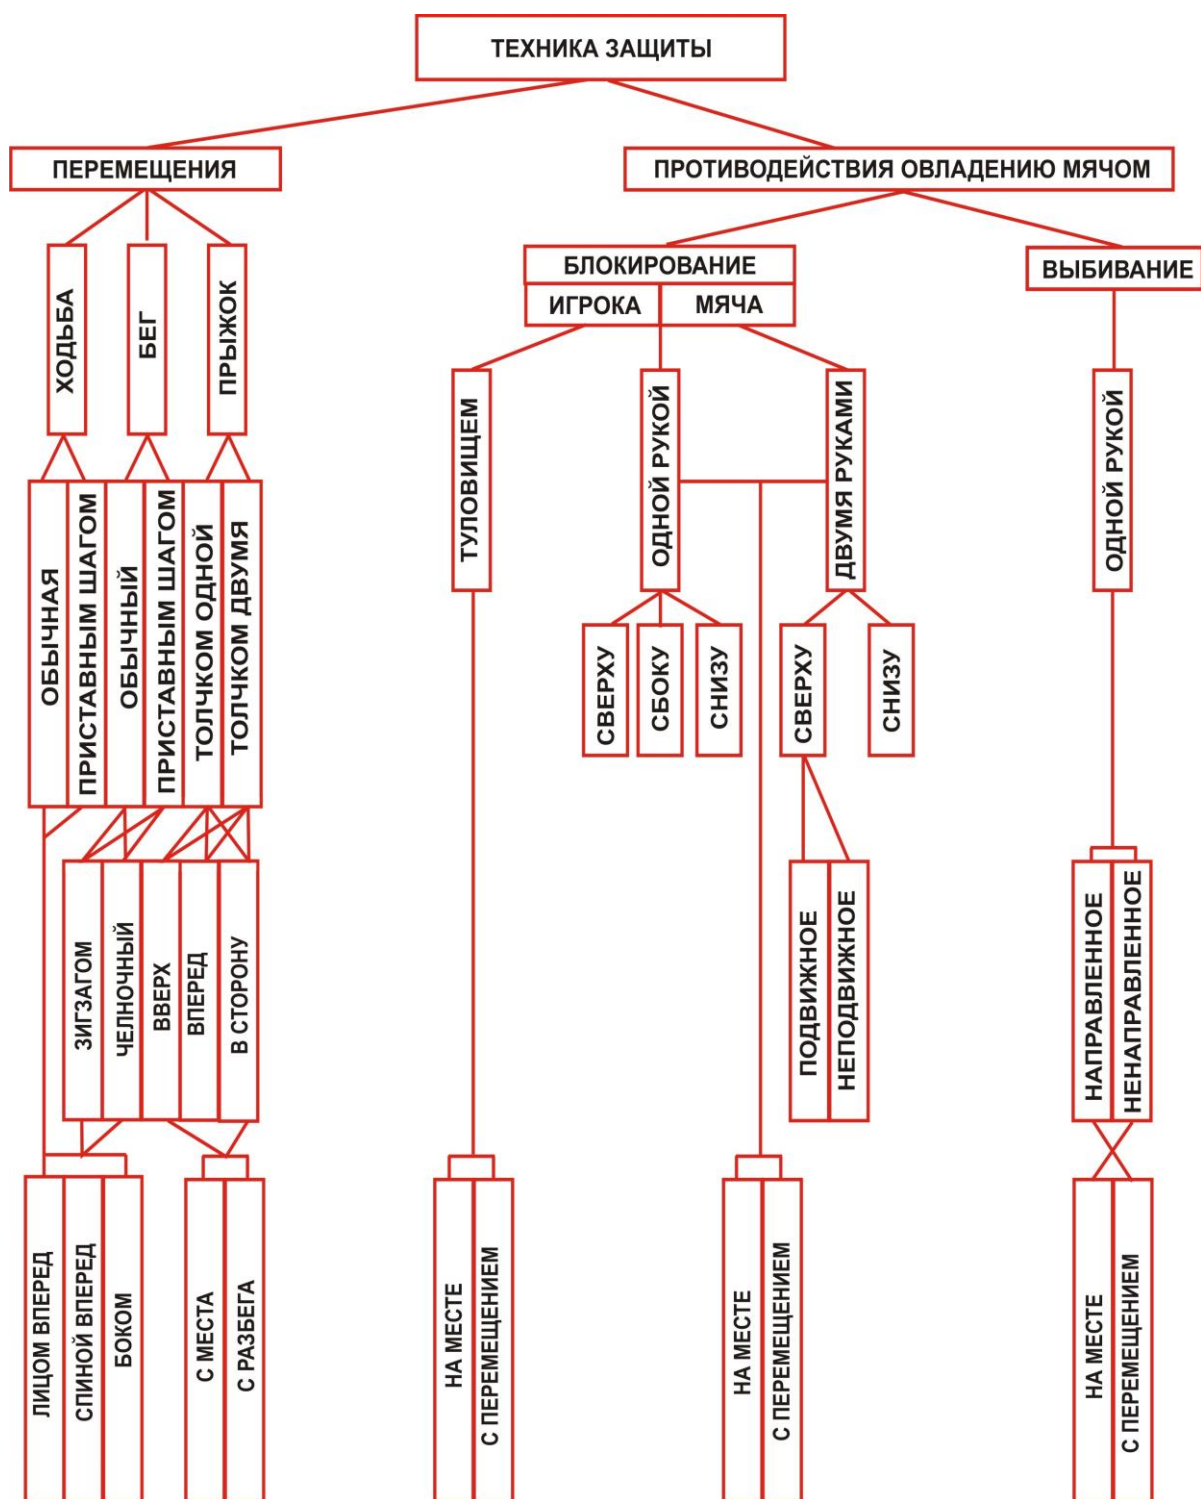 ТЕХНИКА ЗАЩИТЫ
ПЕРЕМЕЩЕНИЯ
ПРОТИВОДЕЙСТВИЯ ОВЛАДЕНИЮ МЯЧОМ
БЛОКИРОВАНИЕ
ВЫБИВАНИЕ
ИГРОКА
МЯЧА
ХОДЬБА
БЕГ
ПРЫЖОК
ТУЛОВИЩЕМ
ОДНОЙ РУКОЙ
ДВУМЯ РУКАМИ
ОДНОЙ РУКОЙ
ОБЫЧНАЯ
ПРИСТАВНЫМ ШАГОМ
ОБЫЧНЫЙ
ПРИСТАВНЫМ ШАГОМ
ТОЛЧКОМ ОДНОЙ
ТОЛЧКОМ ДВУМЯ
СВЕРХУ
СБОКУ
СНИЗУ
СВЕРХУ
СНИЗУ
ЗИГЗАГОМ
ЧЕЛНОЧНЫЙ
ВВЕРХ
ВПЕРЕД
В СТОРОНУ
ПОДВИЖНОЕ
НЕПОДВИЖНОЕ
НАПРАВЛЕННОЕ
НЕНАПРАВЛЕННОЕ
ЛИЦОМ ВПЕРЕД
СПИНОЙ ВПЕРЕД
БОКОМ
С МЕСТА
С РАЗБЕГА
НА МЕСТЕ
С ПЕРЕМЕЩЕНИЕМ
НА МЕСТЕ
С ПЕРЕМЕЩЕНИЕМ
НА МЕСТЕ
С ПЕРЕМЕЩЕНИЕМ